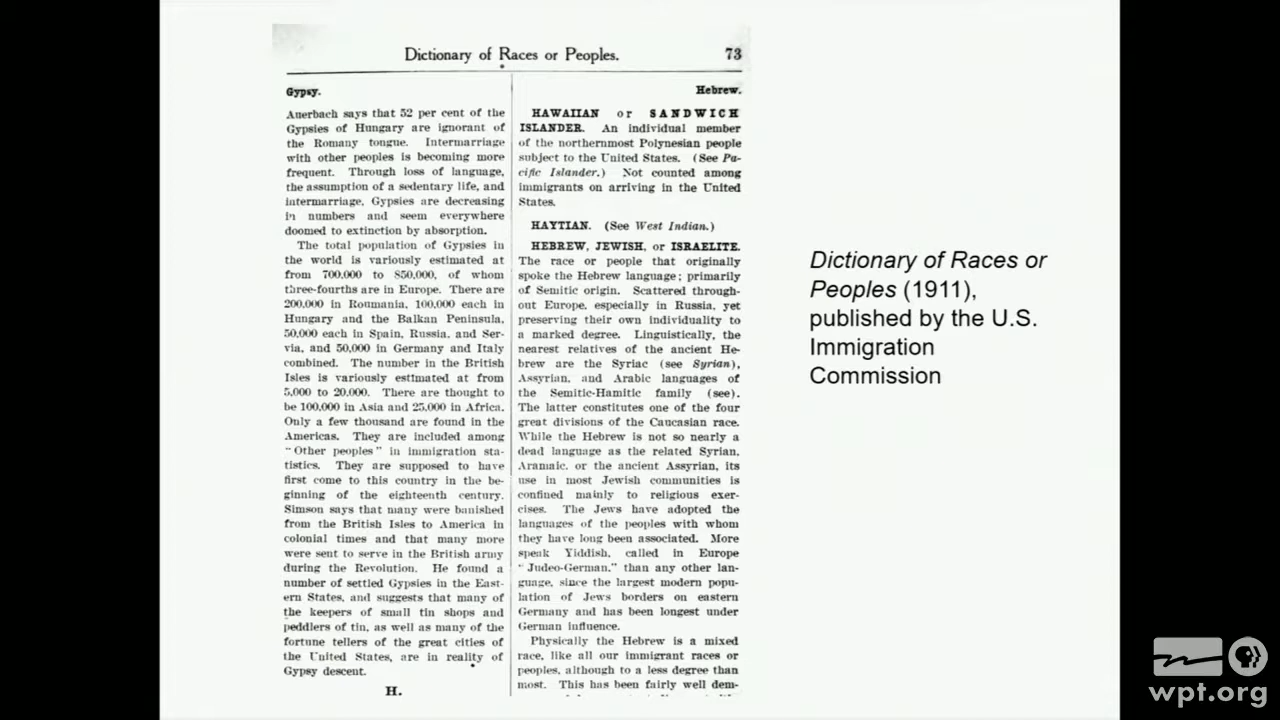 Dictionary of Races or Peoples.
73
Gypsy.
Auerbach says that 52 per cent of the
Gypsies of Hungary are ignorant of
the Romany tongue. Intermarriage
with other peoples is becoming more
frequent. Through loss of language,
the assumption of a sedentary life, and
intermarriage, Gypsies are decreasing
in numbers and seem everywhere
doomed to extinction by absorption.
The total population of Gypsies in
the world is variously estimated at
from 700,000 to 850,000, of whom
three-fourths are in Europe. There are
200,000 in Roumania, 100,000 each in
Hungary and the Balkan Peninsula,
50,000 each in Spain, Russia, and Ser-
via, and 50,000 in Germany and Italy
combined. The number in the British
Isles is variously estimated at from
5,000 to 20,000. There are thought to
be 100,000 in Asia and 25,000 in Africa.
Only a few thousand are found in the
Americas. They are included among
"Other peoples" in immigration sta-
tistics. They are supposed to have
first come to this country in the be-
ginning of the eighteenth century.
Simson says that many were banished
from the British Isles to America in
colonial times and that many more
were sent to serve in the British army
during the Revolution. He found a
number of settled Gypsies in the East-
ern States, and suggests that many of
the keepers of small tin shops and
peddlers of tin, as well as many of the
fortune tellers of the great cities of
the United States, are in reality of
Gypsy descent.
H.
Hebrew.
HAWAIIAN or SANDWICH
ISLANDER. An individual member
of the northernmost Polynesian people
subject to the United States. (See Pa-
cific Islander.) Not counted among
immigrants on arriving in the United
States.
HAYTIAN. (See West Indian.)
HEBREW, JEWISH, or ISRAELITE.
The race or people that originally
spoke the Hebrew language; primarily
of Semitic origin. Scattered through-
out Europe, especially in Russia, yet
preserving their own individuality to
a marked degree. Linguistically, the
nearest relatives of the ancient He-
brew are the Syriac (see Syrian),
Assyrian, and Arabic languages of
the Semitic-Hamitic family (see).
The latter constitutes one of the four
great divisions of the Caucasian race.
While the Hebrew is not so nearly a
dead language as the related Syrian,
Aramaic, or the ancient Assyrian, its
use in most Jewish communities is
confined mainly to religious exer-
cises. The Jews have adopted the
languages of the peoples with whom
they have long been associated. More
speak Yiddish, called in Europe
"Judeo-German," than any other lan-
guage, since the largest modern popu-
lation of Jews borders on eastern
Germany and has been longest under
German influence.
Physically the Hebrew is a mixed
race, like all our immigrant races or
peoples, although to a less degree than
most. This has been fairly well dem-
Dictionary of Races or
Peoples (1911),
published by the U.S.
Immigration
Commission
wpt.org